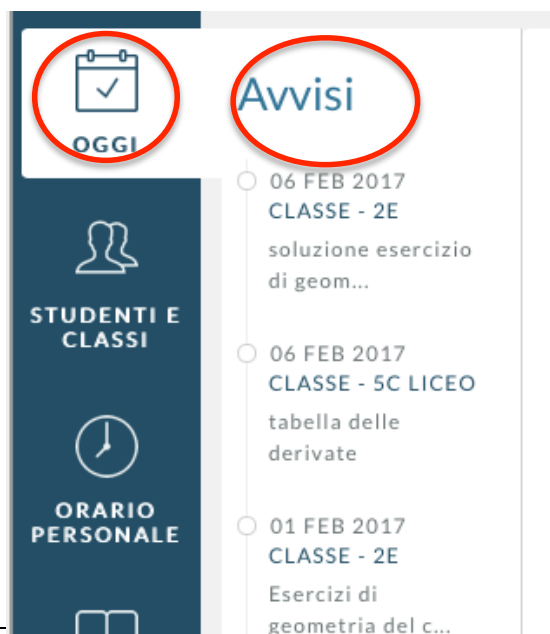 OGGI
STUDENTI E
CLASSI
ORARIO
PERSONALE
Avvisi
06 FEB 2017
CLASSE - 2E
soluzione esercizio
di geom...
06 FEB 2017
CLASSE - 5C LICEO
tabella delle
derivate
01 FEB 2017
CLASSE - 2E
Esercizi di
geometria del c...